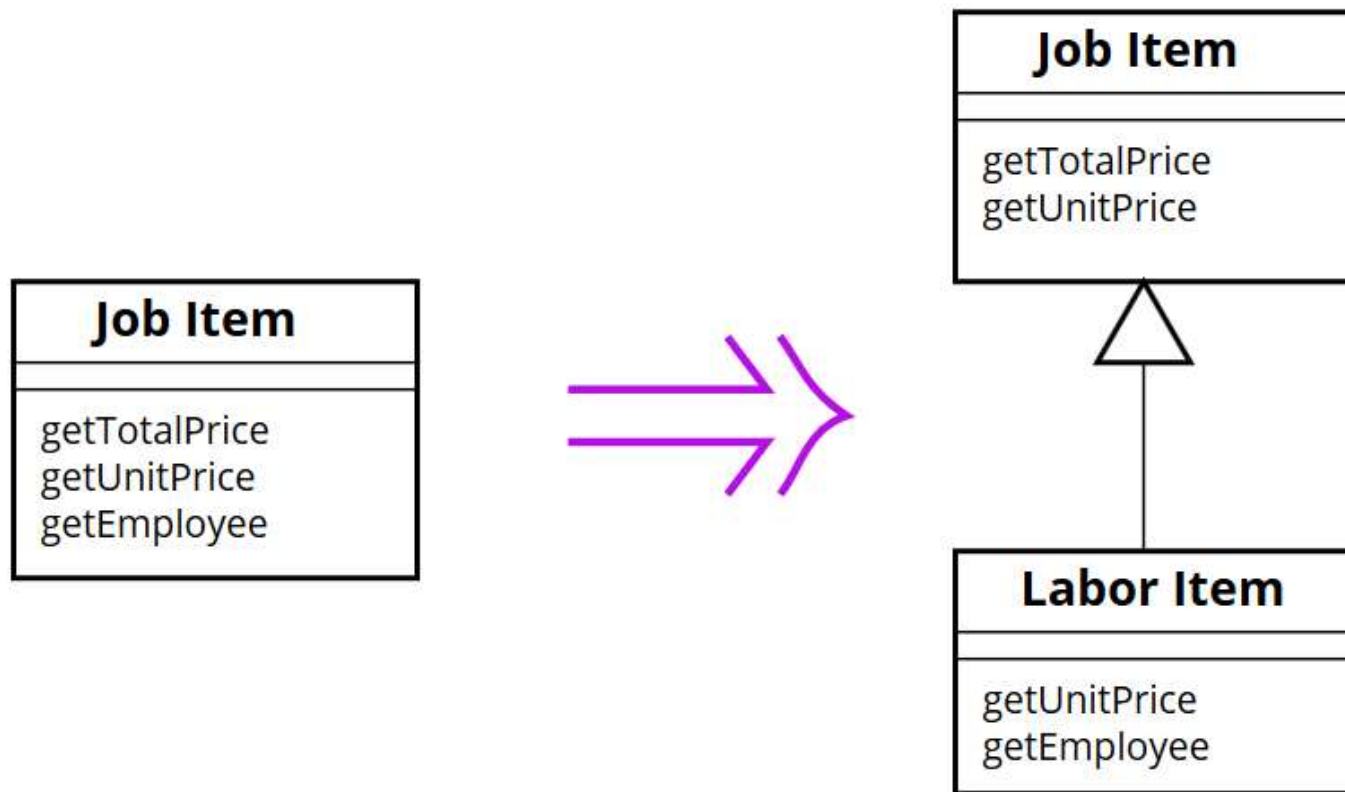 Job Item
getTotalPrice
getUnitPrice
getEmployee
Job Item
getTotalPrice
getUnitPrice
Labor Item
getUnitPrice
getEmployee